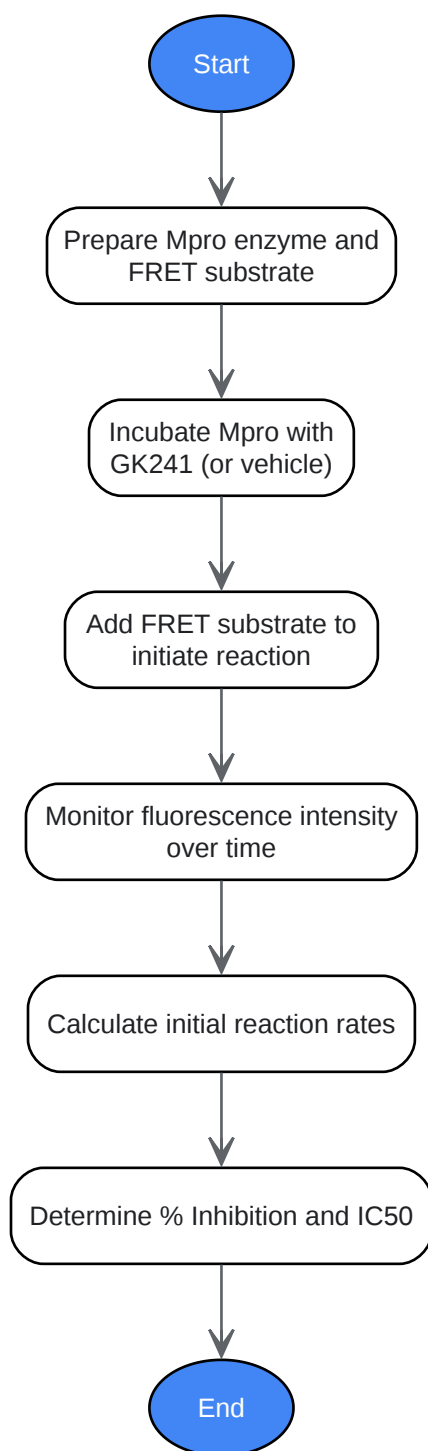 Start
Prepare Mpro enzyme and
FRET substrate
Incubate Mpro with
GK241 (or vehicle)
Add FRET substrate to
initiate reaction
Monitor fluorescence intensity
over time
Calculate initial reaction rates
Determine % Inhibition and IC50
End